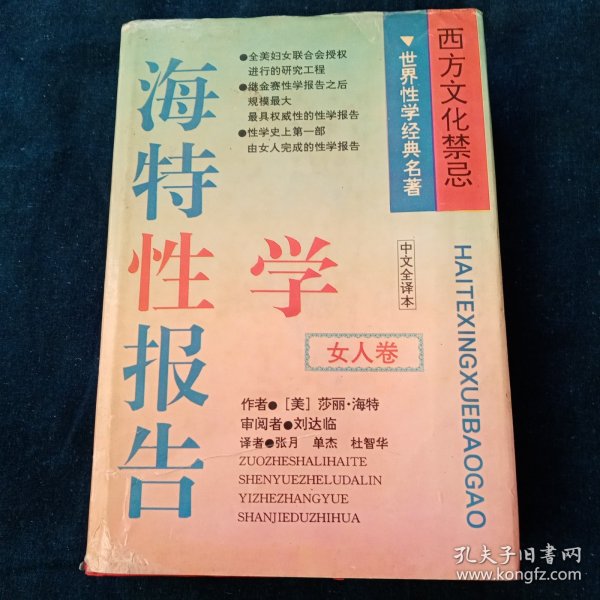 西方文化禁忌
▼世界性学经典名著
●全美妇女联合会授权
进行的研究工程
●继金赛性学报告之后
规模最大
最具权威性的性学报告
●性学史上第一部
由女人完成的性学报告
海特性学报告
中文全译本
HAITEXINGXUEBAOGAO
女人卷
作者●［美］莎丽·海特
审阅者●刘达临
译者●张月 单杰 杜智华
ZUOZHESHALIHAITE
SHENYUEZHELUDALIN
YIZHEZHANGYUE
SHANJIEDUZHIHUA
孔夫子旧书网
www.kongfz.com